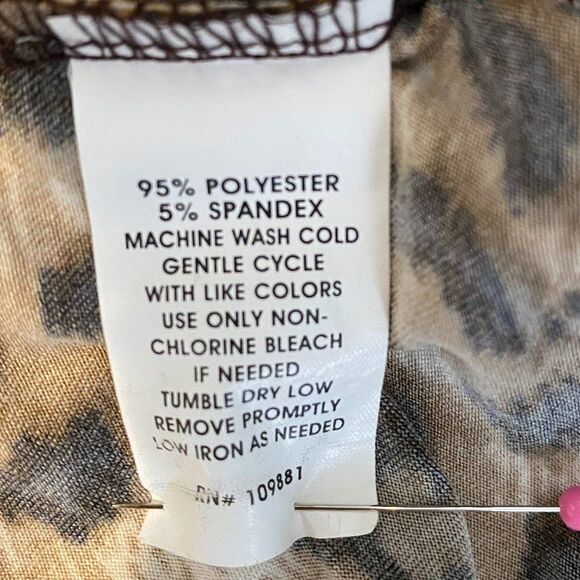 95% POLYESTER
5% SPANDEX
MACHINE WASH COLD
GENTLE CYCLE
WITH LIKE COLORS
USE ONLY NON-
CHLORINE BLEACH
IF NEEDED
TUMBLE DRY LOW
REMOVE PROMPTLY
LOW IRON AS NEEDED
RN# 109881